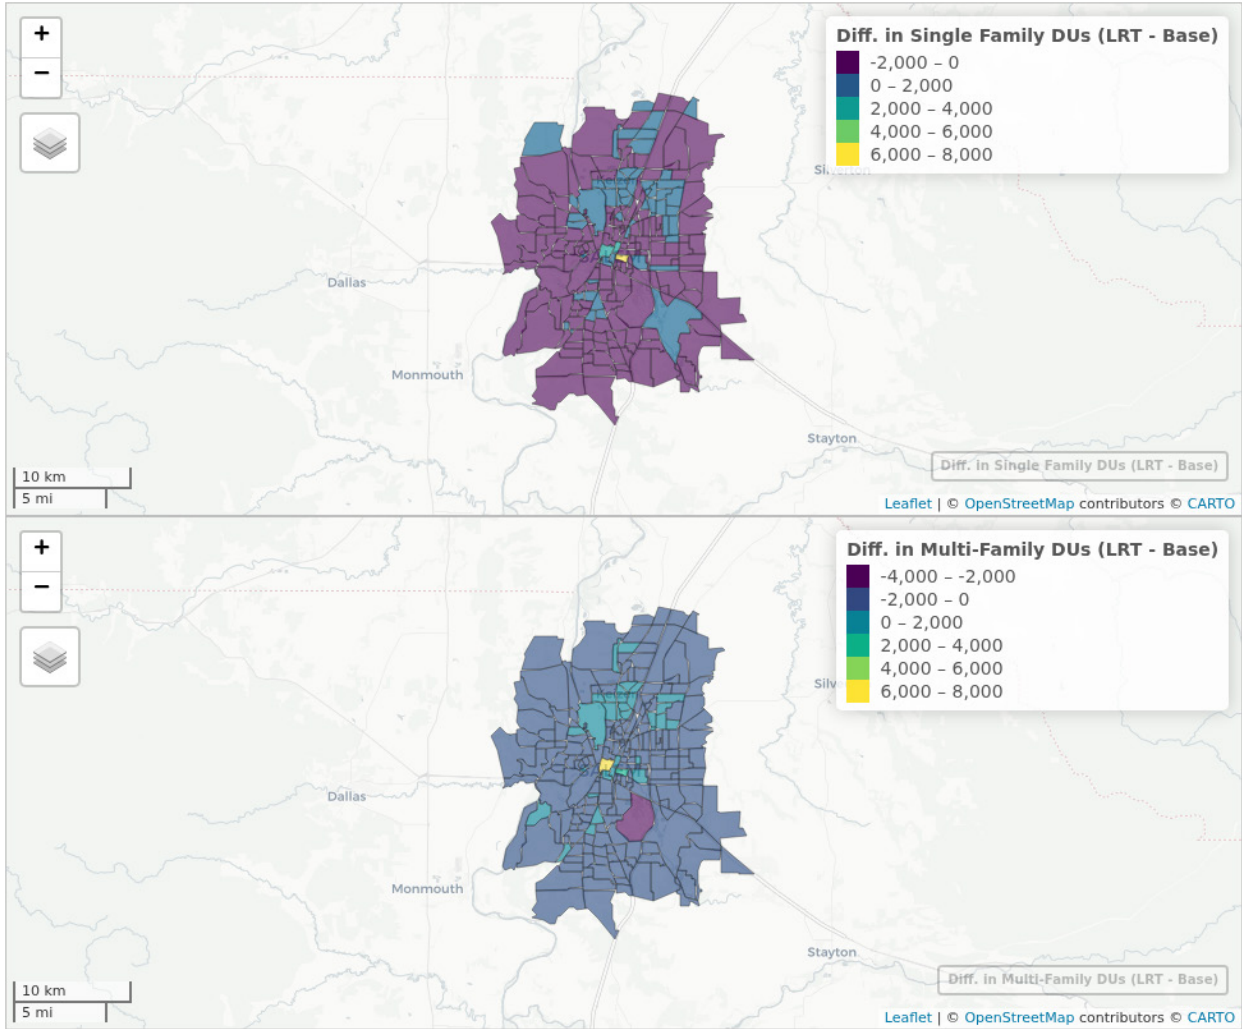 +
−
Diff. in Single Family DUs (LRT - Base)
-2,000 – 0
0 – 2,000
2,000 – 4,000
4,000 – 6,000
6,000 – 8,000
Dallas
Monmouth
Stayton
10 km
5 mi
Diff. in Single Family DUs (LRT - Base)
Leaflet | © OpenStreetMap contributors © CARTO
+
−
Diff. in Multi-Family DUs (LRT - Base)
-4,000 – -2,000
-2,000 – 0
0 – 2,000
2,000 – 4,000
4,000 – 6,000
6,000 – 8,000
Dallas
Monmouth
Stayton
10 km
5 mi
Diff. in Multi-Family DUs (LRT - Base)
Leaflet | © OpenStreetMap contributors © CARTO